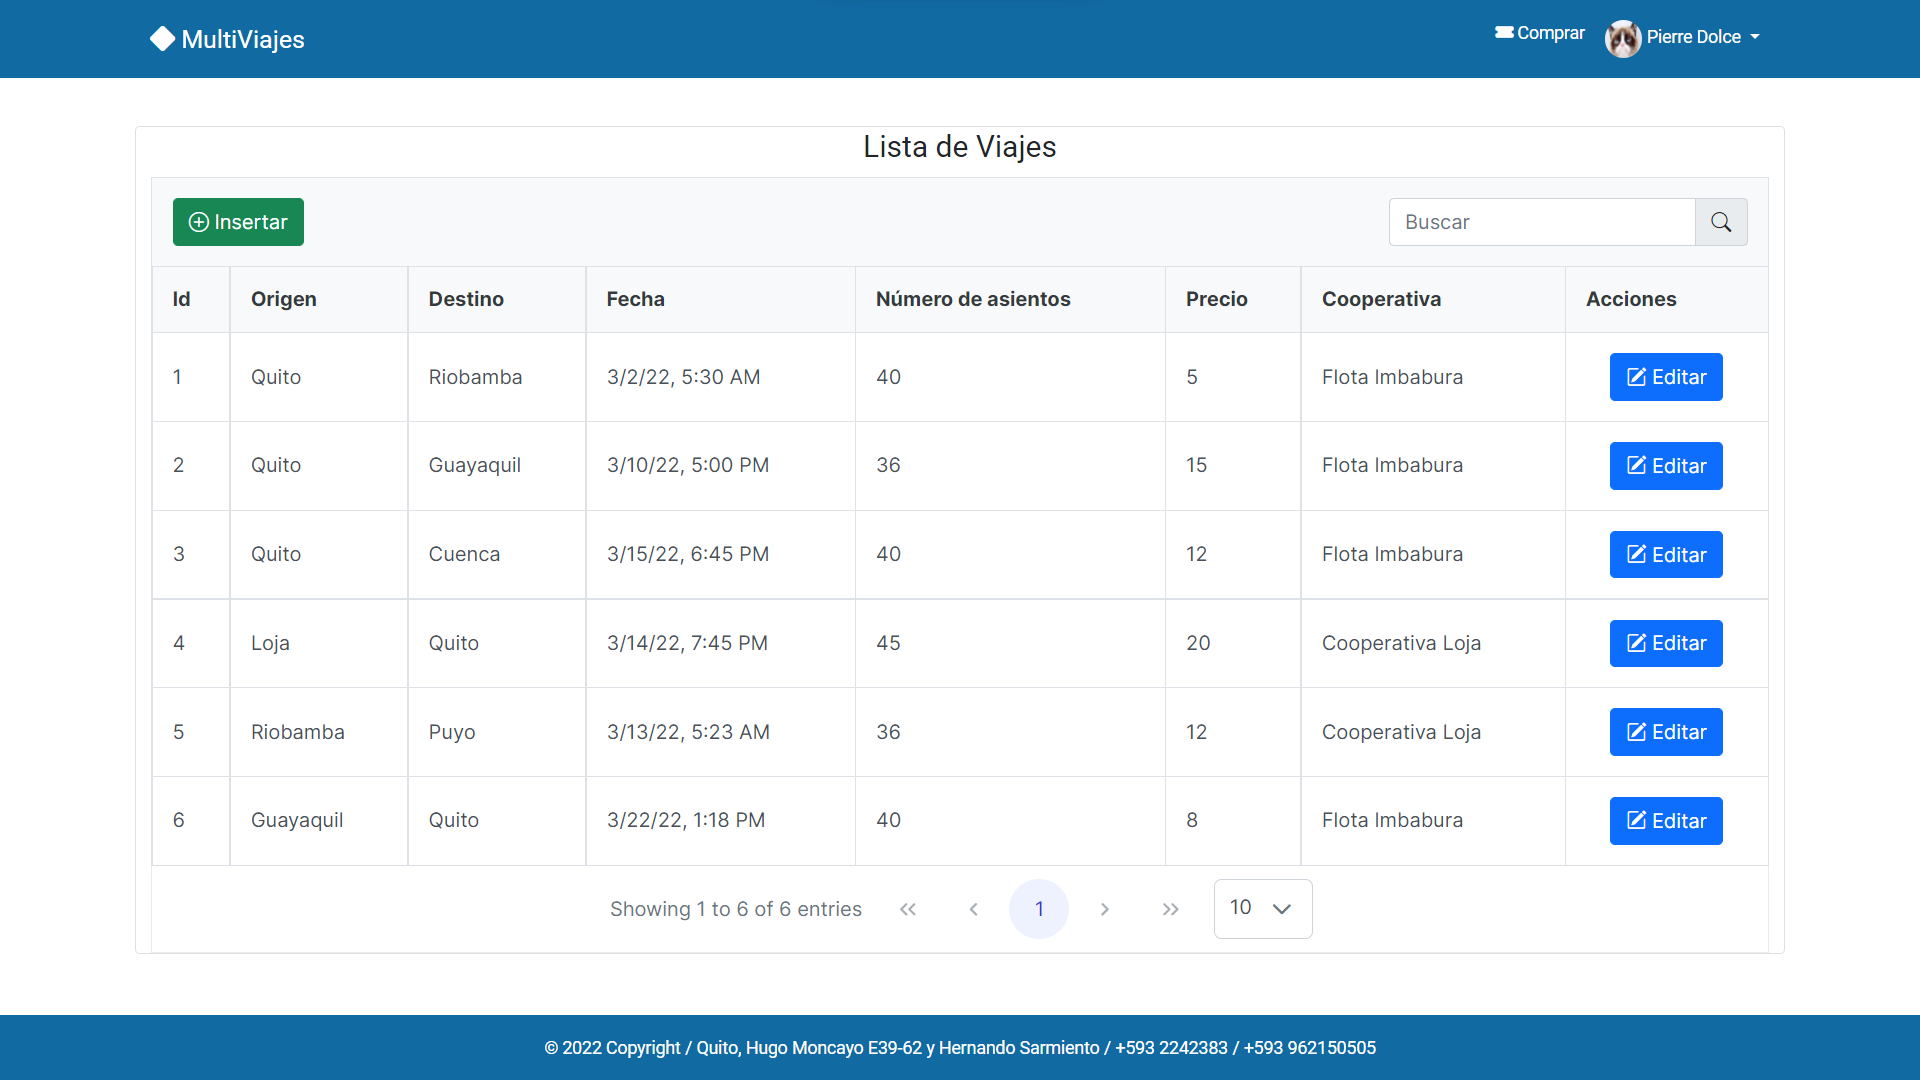 MultiViajes
Comprar
Pierre Dolce
Lista de Viajes
Insertar
Buscar
Id Origen Destino Fecha Número de asientos Precio Cooperativa Acciones
1 Quito Riobamba 3/2/22, 5:30 AM 40 5 Flota Imbabura Editar
2 Quito Guayaquil 3/10/22, 5:00 PM 36 15 Flota Imbabura Editar
3 Quito Cuenca 3/15/22, 6:45 PM 40 12 Flota Imbabura Editar
4 Loja Quito 3/14/22, 7:45 PM 45 20 Cooperativa Loja Editar
5 Riobamba Puyo 3/13/22, 5:23 AM 36 12 Cooperativa Loja Editar
6 Guayaquil Quito 3/22/22, 1:18 PM 40 8 Flota Imbabura Editar
Showing 1 to 6 of 6 entries 1 10
© 2022 Copyright / Quito, Hugo Moncayo E39-62 y Hernando Sarmiento / +593 2242383 / +593 962150505